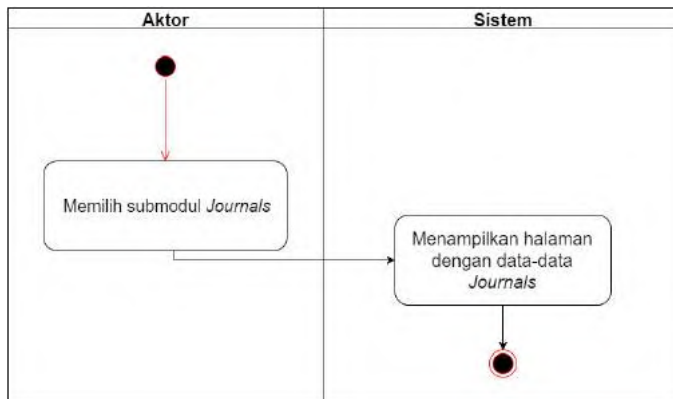 Aktor
Sistem
Memilih submodul Journals
Menampilkan halaman
dengan data-data
Journals